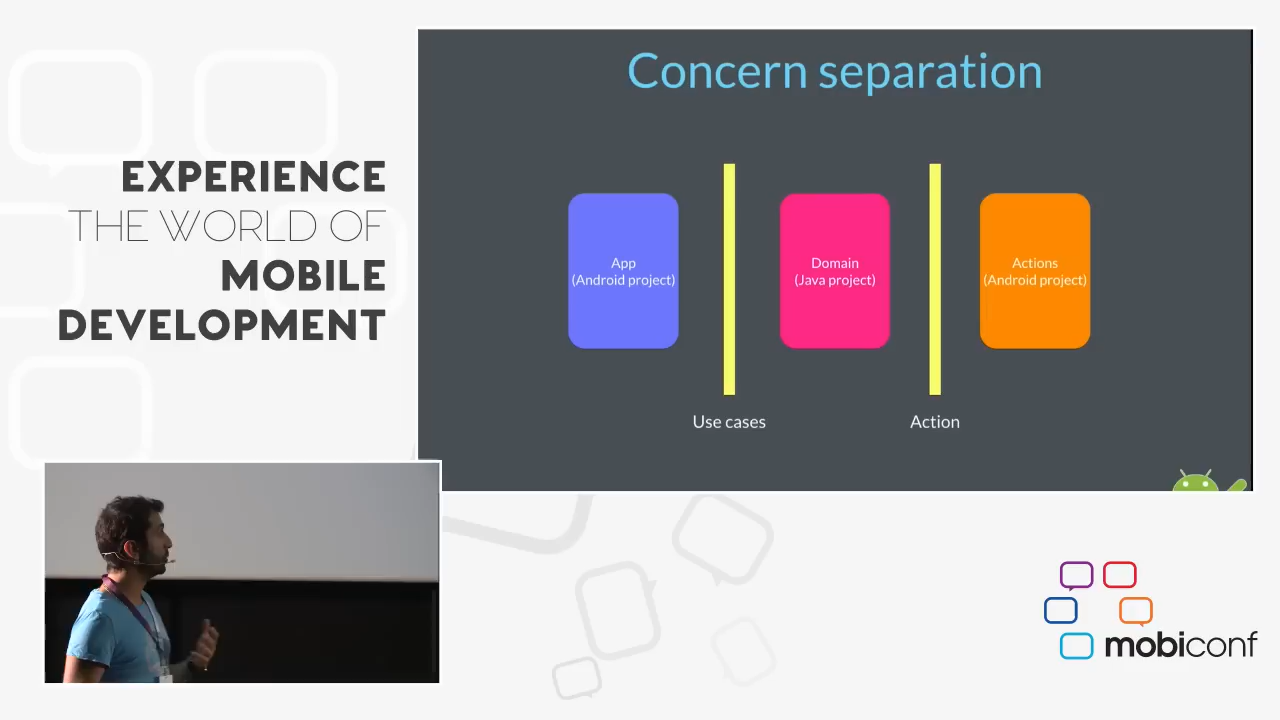 EXPERIENCE
THE WORLD OF
MOBILE
DEVELOPMENT
Concern separation
App
(Android project)
Domain
(Java project)
Actions
(Android project)
Use cases
Action
mobiconf